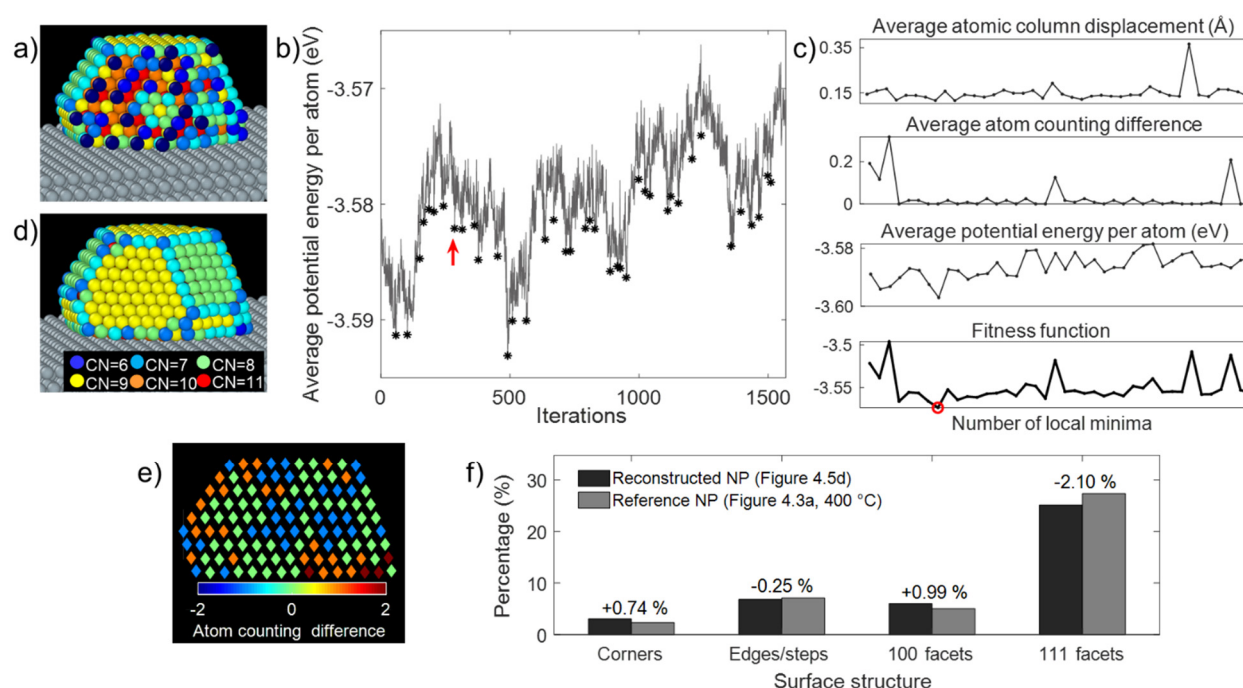 a)
b)
Average potential energy per atom (eV)
-3.57
-3.58
-3.59
0
500
1000
1500
Iterations
c)
Average atomic column displacement (Å)
0.35
0.15
Average atom counting difference
0.2
0
Average potential energy per atom (eV)
-3.58
-3.60
Fitness function
-3.5
-3.55
Number of local minima
d)
CN=6 CN=7 CN=8
CN=9 CN=10 CN=11
e)
-2 0 2
Atom counting difference
f)
Percentage (%)
30
20
10
0
Reconstructed NP (Figure 4.5d)
Reference NP (Figure 4.3a, 400 °C)
+0.74 %
-0.25 %
+0.99 %
-2.10 %
Corners Edges/steps 100 facets 111 facets
Surface structure